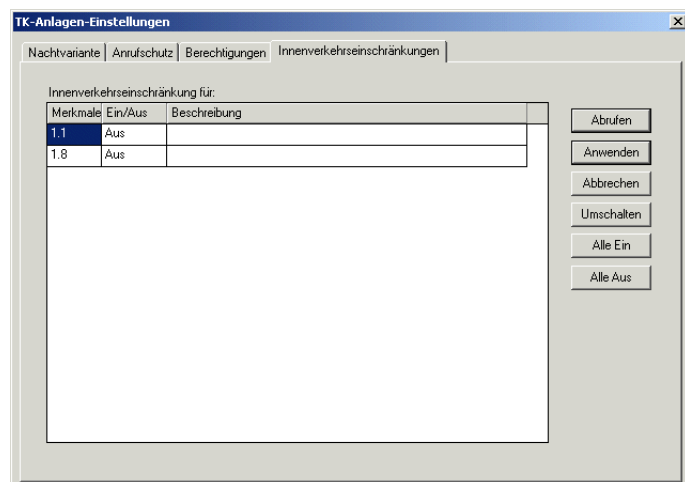 TK-Anlagen-Einstellungen
Nachtvariante Anrufschutz Berechtigungen Innenverkehrseinschränkungen
Innenverkehrseinschränkung für:
Merkmale Ein/Aus Beschreibung
1.1 Aus
1.8 Aus
Abrufen
Anwenden
Abbrechen
Umschalten
Alle Ein
Alle Aus